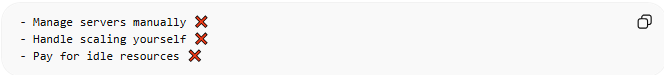 - Manage servers manually ❌
- Handle scaling yourself ❌
- Pay for idle resources ❌